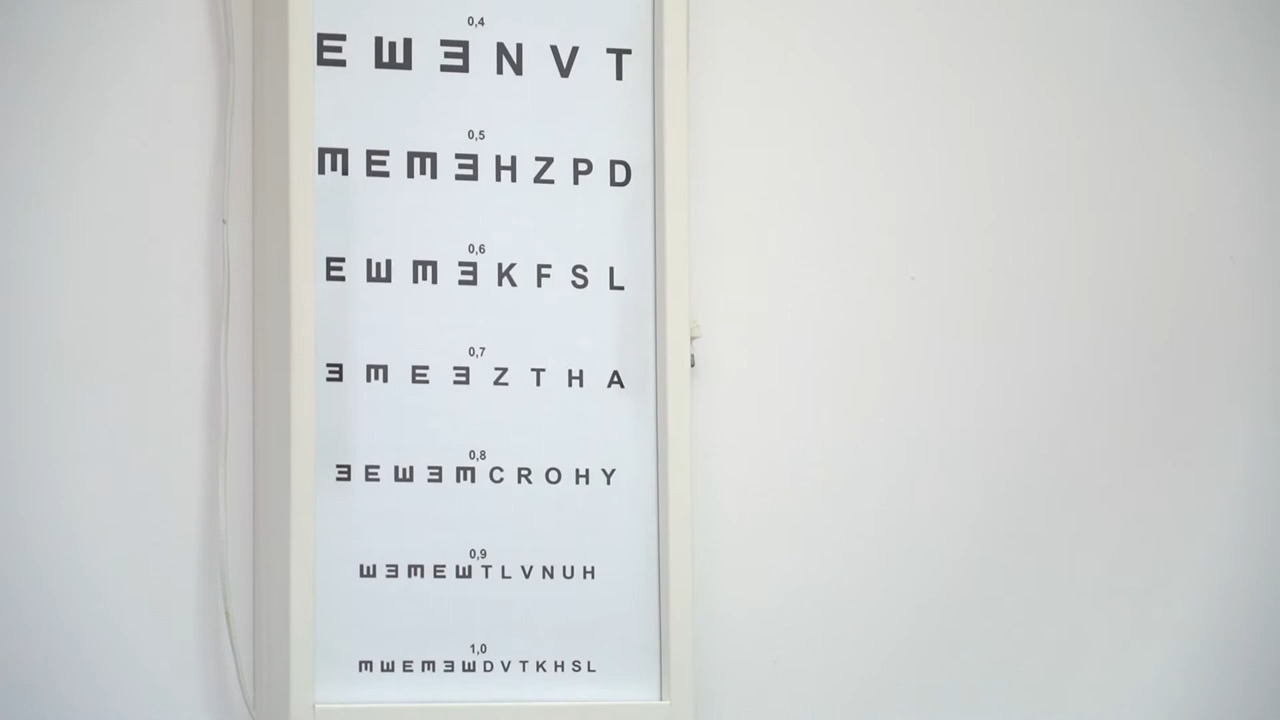 0,4
E Ш Ǝ N V T
0,5
M E M Ǝ H Z P D
0,6
E Ш M Ǝ K F S L
0,7
Ǝ M E Ǝ Z T H A
0,8
Ǝ E Ш Ǝ M C R O H Y
0,9
Ш Ǝ M E Ш T L V N U H
1,0
M Ш E M Ǝ Ш D V T K H S L